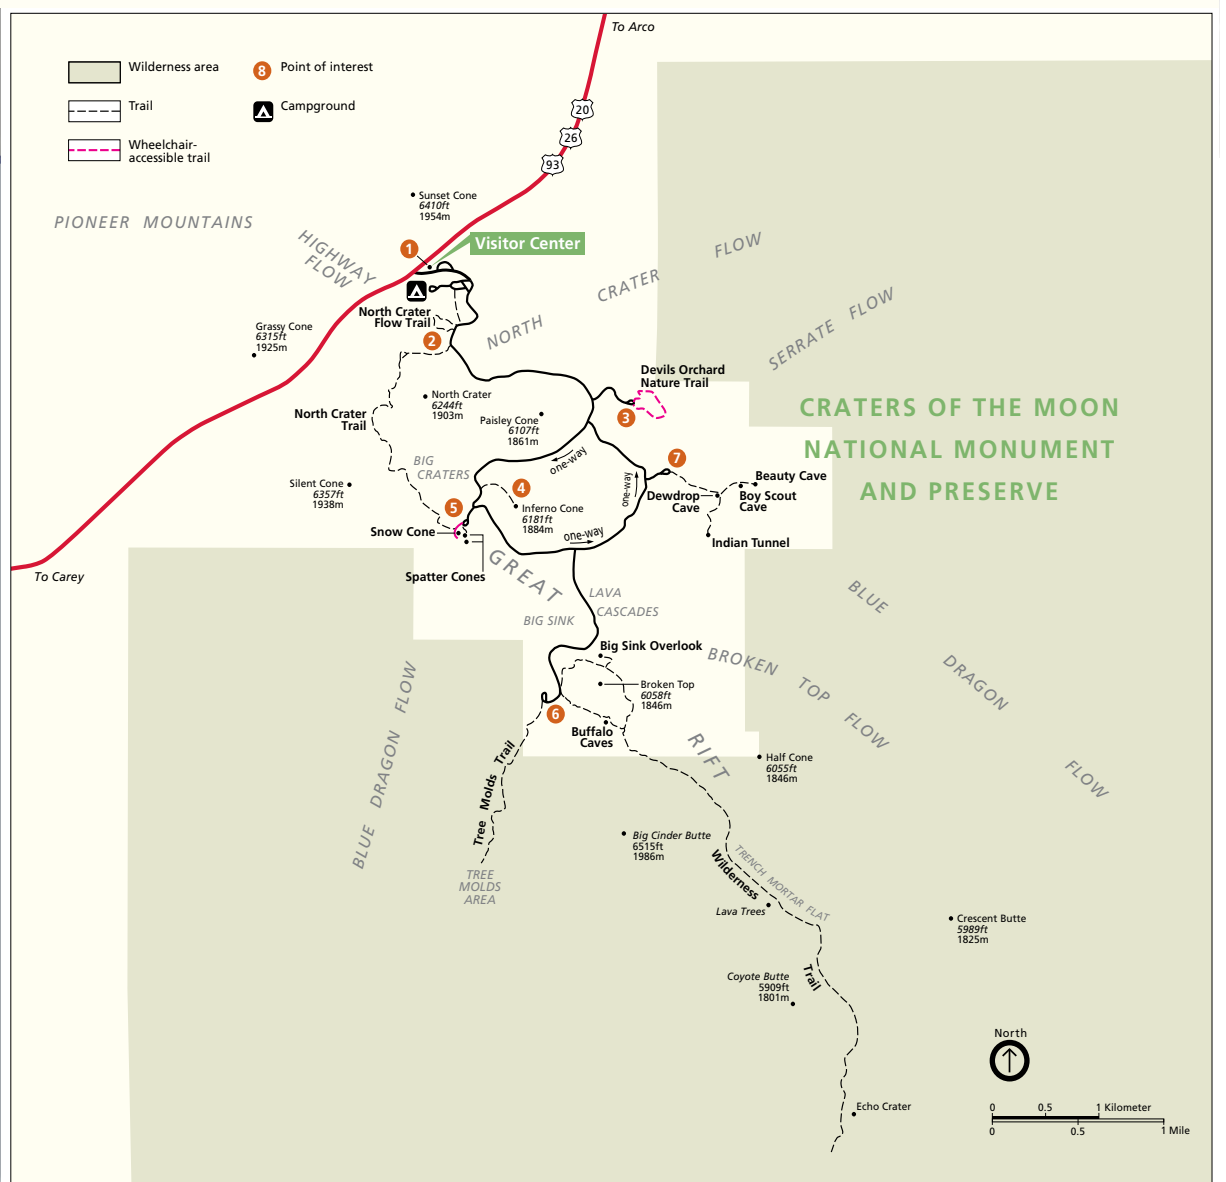 To Arco
Wilderness area
8 Point of interest
Trail
Campground
Wheelchair-
accessible trail
20
26
93
Sunset Cone
6410ft
1954m
PIONEER MOUNTAINS
HIGHWAY
FLOW
1
Visitor Center
NORTH CRATER FLOW
SERRATE FLOW
North Crater
Flow Trail
2
Grassy Cone
6315ft
1925m
Devils Orchard
Nature Trail
3
North Crater
6244ft
1903m
Paisley Cone
6107ft
1861m
North Crater
Trail
CRATERS OF THE MOON
NATIONAL MONUMENT
AND PRESERVE
BIG
CRATERS
one-way
7
one-way
Beauty Cave
Dewdrop
Cave
Boy Scout
Cave
Silent Cone
6357ft
1938m
4
Inferno Cone
6181ft
1884m
5
Snow Cone
one-way
Indian Tunnel
Spatter Cones
To Carey
GREAT RIFT
LAVA
CASCADES
BIG SINK
BLUE DRAGON FLOW
Big Sink Overlook
BROKEN TOP FLOW
Broken Top
6058ft
1846m
6
Buffalo
Caves
BLUE DRAGON FLOW
Tree Molds Trail
Half Cone
6055ft
1846m
Big Cinder Butte
6515ft
1986m
TREE
MOLDS
AREA
TRENCH MORTAR FLAT
Wilderness Trail
Lava Trees
Crescent Butte
5989ft
1825m
Coyote Butte
5909ft
1801m
North
Echo Crater
0 0.5 1 Kilometer
0 0.5 1 Mile